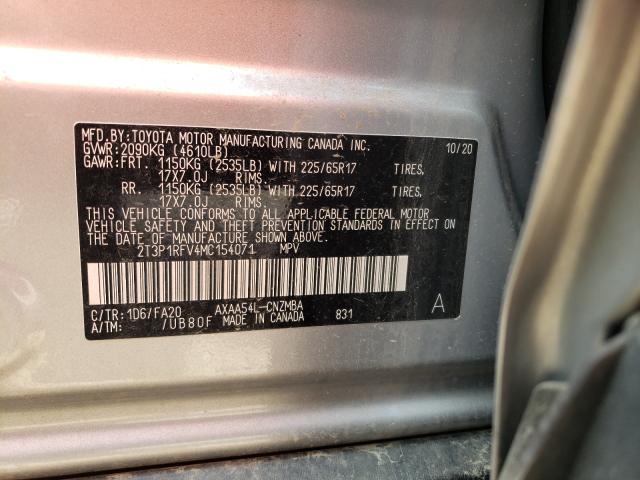 MFD.BY:TOYOTA MOTOR MANUFACTURING CANADA INC.
GVWR:2090KG (4610LB) 10/20
GAWR:FRT. 1150KG (2535LB) WITH 225/65R17 TIRES,
17X7.0J RIMS.
RR. 1150KG (2535LB) WITH 225/65R17 TIRES,
17X7.0J RIMS.
THIS VEHICLE CONFORMS TO ALL APPLICABLE FEDERAL MOTOR
VEHICLE SAFETY AND THEFT PREVENTION STANDARDS IN EFFECT ON
THE DATE OF MANUFACTURE SHOWN ABOVE.
2T3P1RFV4MC154071 MPV
C/TR:1D6/FA20 AXAA54L-CNZMBA A
A/TM: /UB80F MADE IN CANADA 831